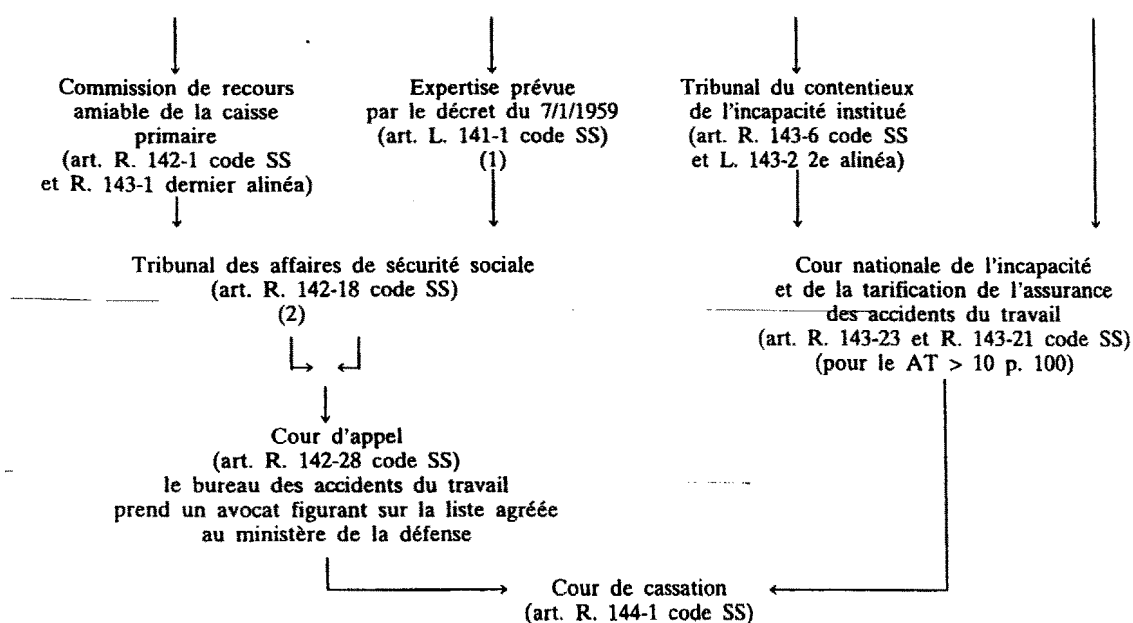 Commission de recours
amiable de la caisse
primaire
(art. R. 142-1 code SS
et R. 143-1 dernier alinéa)
Expertise prévue
par le décret du 7/1/1959
(art. L. 141-1 code SS)
(1)
Tribunal du contentieux
de l'incapacité institué
(art. R. 143-6 code SS
et L. 143-2 2e alinéa)
Tribunal des affaires de sécurité sociale
(art. R. 142-18 code SS)
(2)
Cour nationale de l'incapacité
et de la tarification de l'assurance
des accidents du travail
(art. R. 143-23 et R. 143-21 code SS)
(pour le AT > 10 p. 100)
Cour d'appel
(art. R. 142-28 code SS)
le bureau des accidents du travail
prend un avocat figurant sur la liste agréée
au ministère de la défense
Cour de cassation
(art. R. 144-1 code SS)